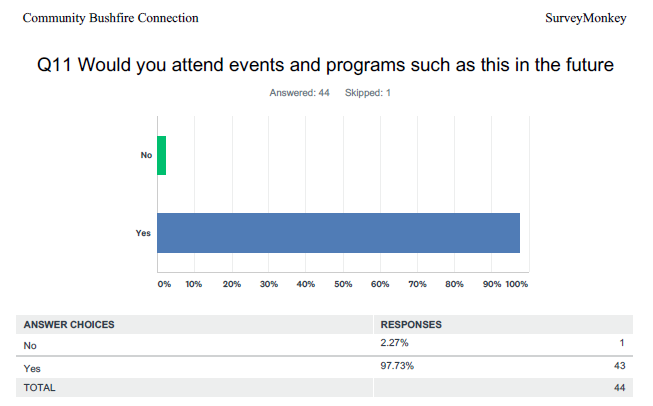 Community Bushfire Connection SurveyMonkey
Q11 Would you attend events and programs such as this in the future
Answered: 44 Skipped: 1
No
Yes
0% 10% 20% 30% 40% 50% 60% 70% 80% 90% 100%
ANSWER CHOICES RESPONSES
No 2.27% 1
Yes 97.73% 43
TOTAL 44